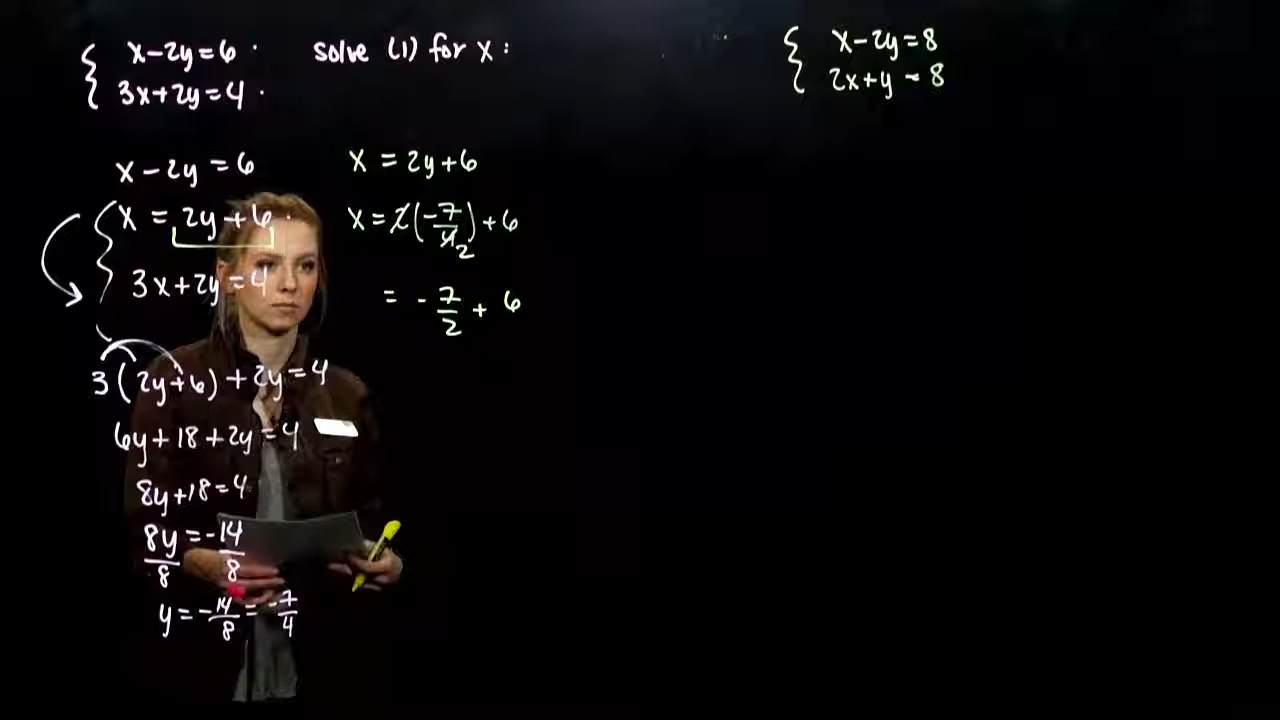 x-2y=6
3x+2y=4
solve (1) for x:
x-2y=6
x=2y+6
3x+2y=4
3(2y+6)+2y=4
6y+18+2y=4
8y+18=4
8y/8=-14/8
y=-14/8=-7/4
x=2y+6
x=2(-7/4 2)+6
=-7/2+6
x-2y=8
2x+y=8